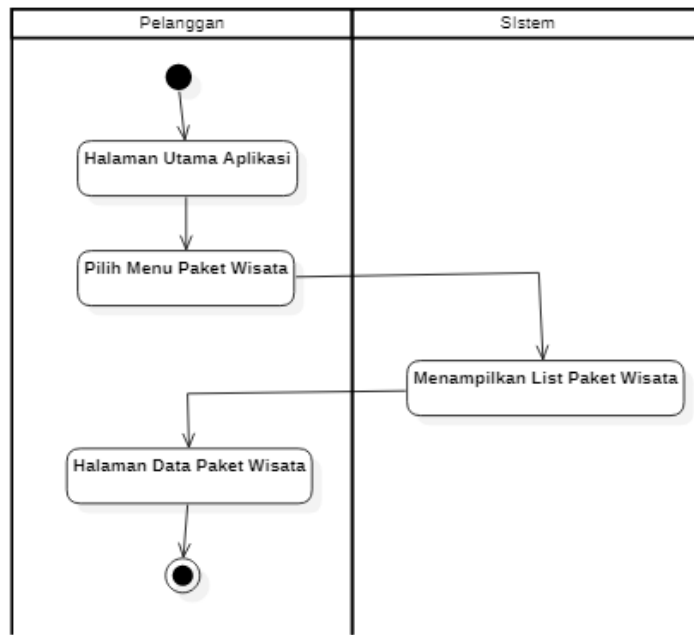 Pelanggan
SIstem
Halaman Utama Aplikasi
Pilih Menu Paket Wisata
Menampilkan List Paket Wisata
Halaman Data Paket Wisata